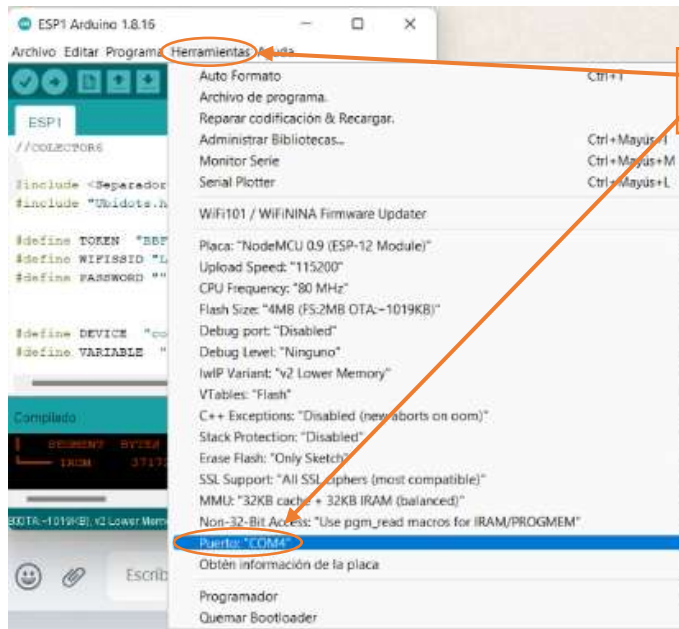 ESP1 Arduino 1.8.16
Archivo Editar Programa Herramientas Ayuda
ESP1
//COLECTOR6
#include <Separador
#include "Ubidots.h
#define TOKEN "BBF
#define WIFISSID "L
#define PASSWORD ""
#define DEVICE "co
#define VARIABLE "
Compilado
SEGMENT BYTES
IROM 37172
Lower Mem
Escrib
Auto Formato Ctrl+T
Archivo de programa.
Reparar codificación & Recargar.
Administrar Bibliotecas... Ctrl+Mayús+I
Monitor Serie Ctrl+Mayús+M
Serial Plotter Ctrl+Mayús+L
WiFi101 / WiFiNINA Firmware Updater
Placa: "NodeMCU 0.9 (ESP-12 Module)"
Upload Speed: "115200"
CPU Frequency: "80 MHz"
Flash Size: "4MB (FS:2MB OTA:~1019KB)"
Debug port: "Disabled"
Debug Level: "Ninguno"
IwIP Variant: "v2 Lower Memory"
VTables: "Flash"
C++ Exceptions: "Disabled (new aborts on oom)"
Stack Protection: "Disabled"
Erase Flash: "Only Sketch"
SSL Support: "All SSL ciphers (most compatible)"
MMU: "32KB cache + 32KB IRAM (balanced)"
Non-32-Bit Access: "Use pgm_read macros for IRAM/PROGMEM"
Puerto: "COM4"
Obtén información de la placa
Programador
Quemar Bootloader